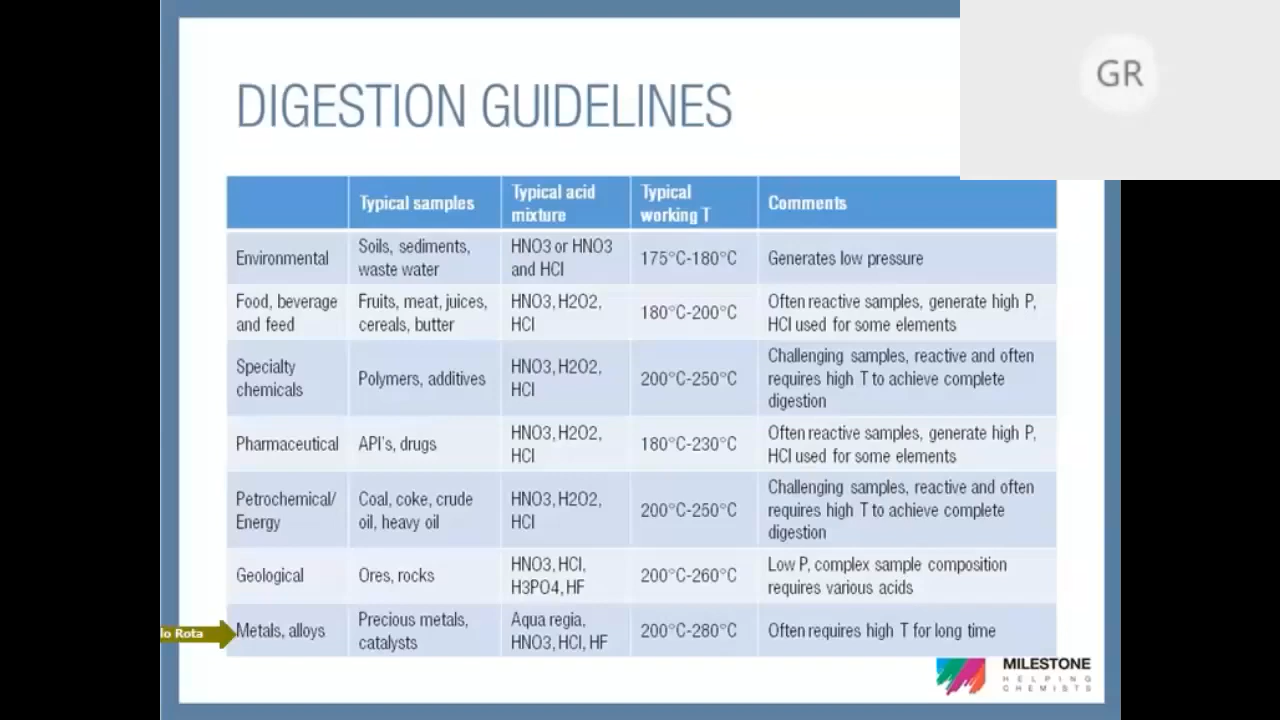 GR
DIGESTION GUIDELINES
Typical samples
Typical acid
mixture
Typical
working T
Comments
Environmental
Soils, sediments,
waste water
HNO3 or HNO3
and HCl
175°C-180°C
Generates low pressure
Food, beverage
and feed
Fruits, meat, juices,
cereals, butter
HNO3, H2O2,
HCl
180°C-200°C
Often reactive samples, generate high P,
HCl used for some elements
Specialty
chemicals
Polymers, additives
HNO3, H2O2,
HCl
200°C-250°C
Challenging samples, reactive and often
requires high T to achieve complete
digestion
Pharmaceutical
API's, drugs
HNO3, H2O2,
HCl
180°C-230°C
Often reactive samples, generate high P,
HCl used for some elements
Petrochemical/
Energy
Coal, coke, crude
oil, heavy oil
HNO3, H2O2,
HCl
200°C-250°C
Challenging samples, reactive and often
requires high T to achieve complete
digestion
Geological
Ores, rocks
HNO3, HCl,
H3PO4, HF
200°C-260°C
Low P, complex sample composition
requires various acids
lo Rota
Metals, alloys
Precious metals,
catalysts
Aqua regia,
HNO3, HCl, HF
200°C-280°C
Often requires high T for long time
MILESTONE
HELPING
CHEMISTS